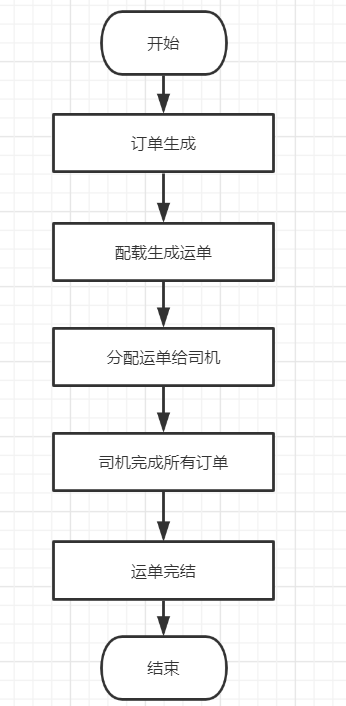 开始
订单生成
配载生成运单
分配运单给司机
司机完成所有订单
运单完结
结束